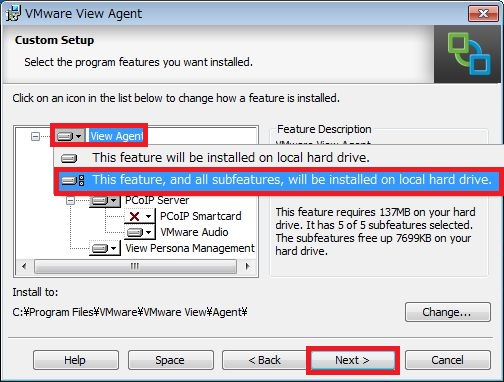 VMware View Agent
Custom Setup
Select the program features you want installed.
Click on an icon in the list below to change how a feature is installed.
View Agent
Feature Description
This feature will be installed on local hard drive.
This feature, and all subfeatures, will be installed on local hard drive.
PCoIP Server
PCoIP Smartcard
VMware Audio
View Persona Management
This feature requires 137MB on your
hard drive. It has 5 of 5 subfeatures selected.
The subfeatures free up 7699KB on your
hard drive.
Install to:
C:¥Program Files¥VMware¥VMware View¥Agent¥
Change...
Help
Space
< Back
Next >
Cancel